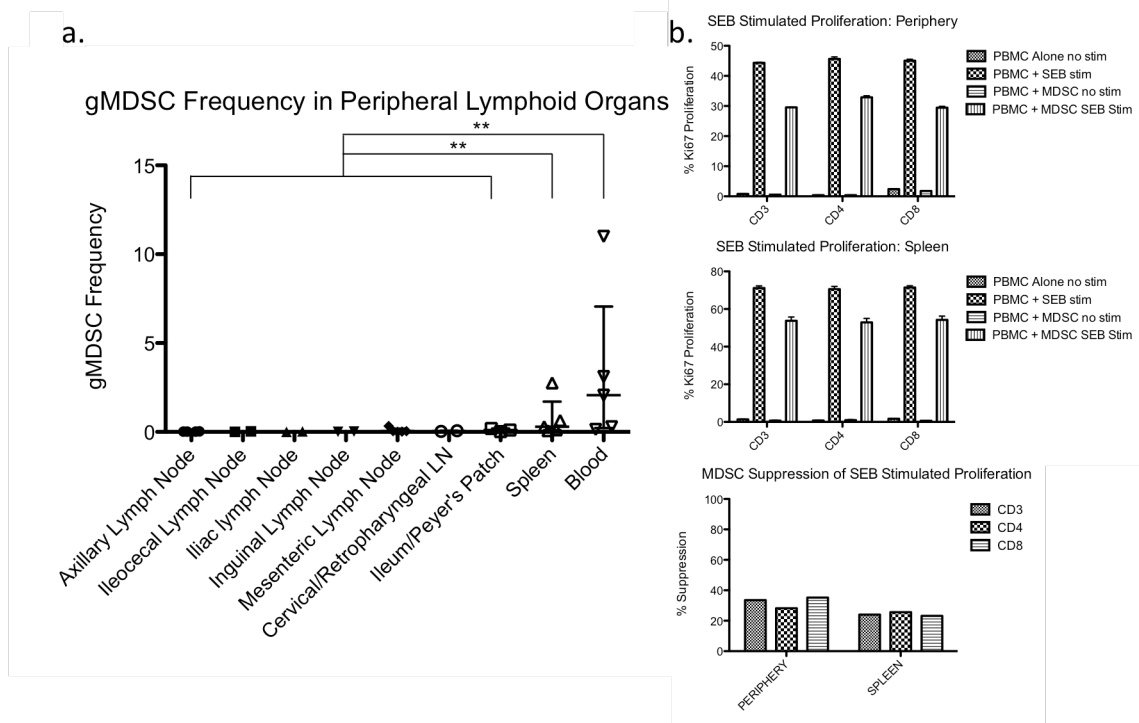 a.
gMDSC Frequency in Peripheral Lymphoid Organs
**
**
gMDSC Frequency
15
10
5
0
Axillary Lymph Node
Ileocecal Lymph Node
Iliac lymph Node
Inguinal Lymph Node
Mesenteric Lymph Node
Cervical/Retropharyngeal LN
Ileum/Peyer's Patch
Spleen
Blood
b.
SEB Stimulated Proliferation: Periphery
% Ki67 Proliferation
50
40
30
20
10
0
CD3
CD4
CD8
PBMC Alone no stim
PBMC + SEB stim
PBMC + MDSC no stim
PBMC + MDSC SEB Stim
SEB Stimulated Proliferation: Spleen
% Ki67 Proliferation
80
60
40
20
0
CD3
CD4
CD8
PBMC Alone no stim
PBMC + SEB stim
PBMC + MDSC no stim
PBMC + MDSC SEB Stim
MDSC Suppression of SEB Stimulated Proliferation
% Suppression
100
80
60
40
20
0
PERIPHERY
SPLEEN
CD3
CD4
CD8